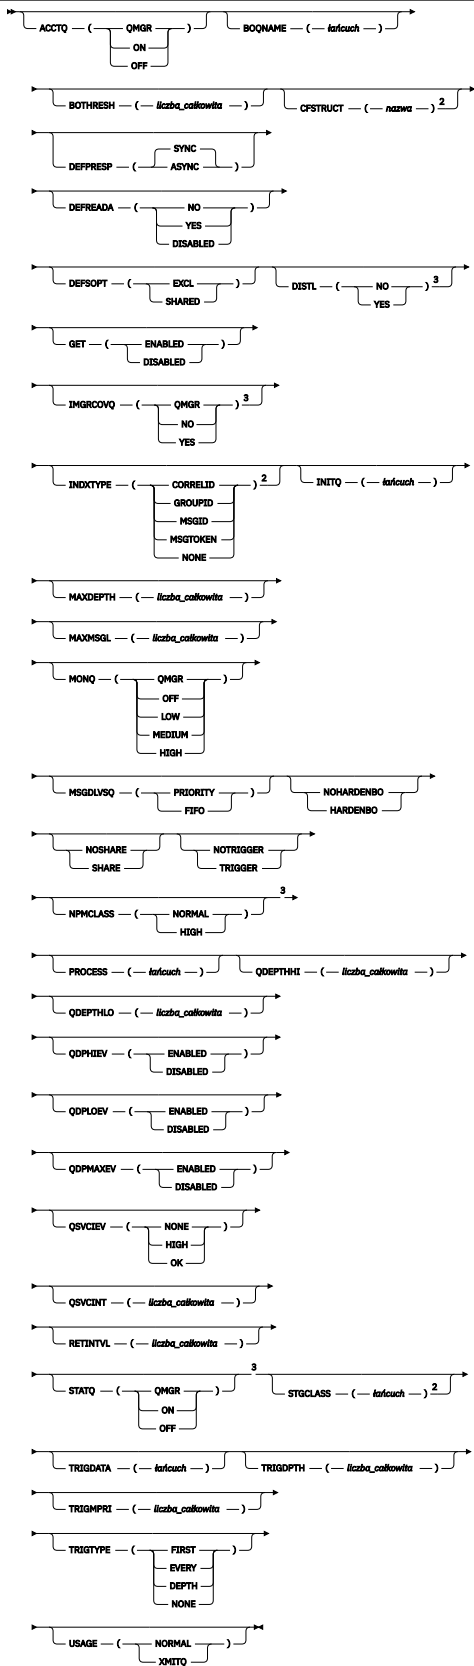 ACCTQ ( QMGR ) BOQNAME ( łańcuch )
ON
OFF
BOTHRESH ( liczba_całkowita ) CFSTRUCT ( nazwa ) 2
SYNC
DEFPRESP ( ASYNC )
DEFREADA ( NO )
YES
DISABLED
DEFSOPT ( EXCL ) DISTL ( NO ) 3
SHARED YES
GET ( ENABLED )
DISABLED
IMGRCOVQ ( QMGR ) 3
NO
YES
INDXTYPE ( CORRELID ) 2 INITQ ( łańcuch )
GROUPID
MSGID
MSGTOKEN
NONE
MAXDEPTH ( liczba_całkowita )
MAXMSGL ( liczba_całkowita )
MONQ ( QMGR )
OFF
LOW
MEDIUM
HIGH
MSGDLVSQ ( PRIORITY ) NOHARDENBO
FIFO HARDENBO
NOSHARE NOTRIGGER
SHARE TRIGGER
3
NPMCLASS ( NORMAL )
HIGH
PROCESS ( łańcuch ) QDEPTHHI ( liczba_całkowita )
QDEPTHLO ( liczba_całkowita )
QDPHIEV ( ENABLED )
DISABLED
QDPLOEV ( ENABLED )
DISABLED
QDPMAXEV ( ENABLED )
DISABLED
QSVCIEV ( NONE )
HIGH
OK
QSVCINT ( liczba_całkowita )
RETINTVL ( liczba_całkowita )
3
STATQ ( QMGR ) STGCLASS ( łańcuch ) 2
ON
OFF
TRIGDATA ( łańcuch ) TRIGDPTH ( liczba_całkowita )
TRIGMPRI ( liczba_całkowita )
TRIGTYPE ( FIRST )
EVERY
DEPTH
NONE
USAGE ( NORMAL )
XMITQ